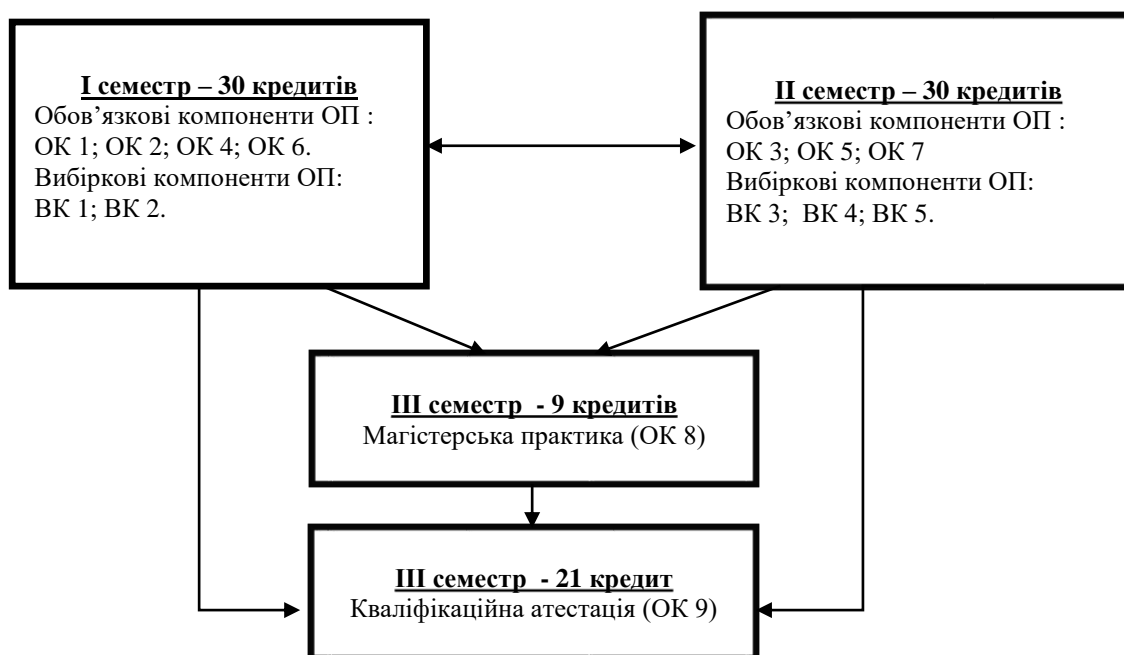 І семестр – 30 кредитів
Обов’язкові компоненти ОП :
ОК 1; ОК 2; ОК 4; ОК 6.
Вибіркові компоненти ОП:
ВК 1; ВК 2.
ІІ семестр – 30 кредитів
Обов’язкові компоненти ОП :
ОК 3; ОК 5; ОК 7
Вибіркові компоненти ОП:
ВК 3;  ВК 4; ВК 5.
ІІІ семестр  - 9 кредитів
Магістерська практика (ОК 8)
ІІІ семестр  - 21 кредит
Кваліфікаційна атестація (ОК 9)